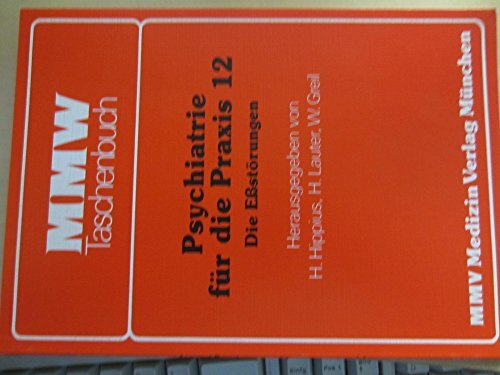 MMW
Taschenbuch
Psychiatrie
für die Praxis 12
Die Eßstörungen
Herausgegeben von
H. Hippius, H. Lauter, W. Greil
MMV Medizin Verlag München